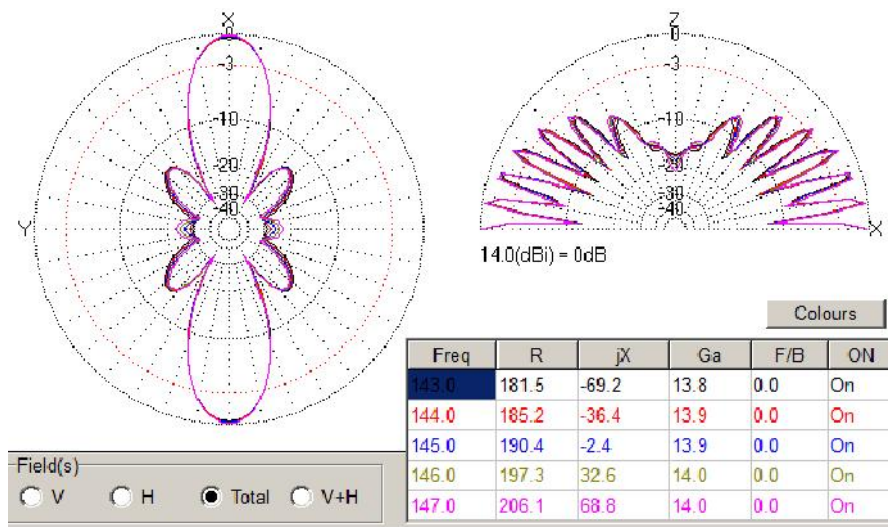 X
0
-3
-10
-20
-30
-40
Y
Z
0
-3
-10
-20
-30
-40
X
14.0(dBi) = 0dB
Colours
Freq R jX Ga F/B ON
143.0 181.5 -69.2 13.8 0.0 On
144.0 185.2 -36.4 13.9 0.0 On
145.0 190.4 -2.4 13.9 0.0 On
146.0 197.3 32.6 14.0 0.0 On
147.0 206.1 68.8 14.0 0.0 On
Field(s)
V H Total V+H